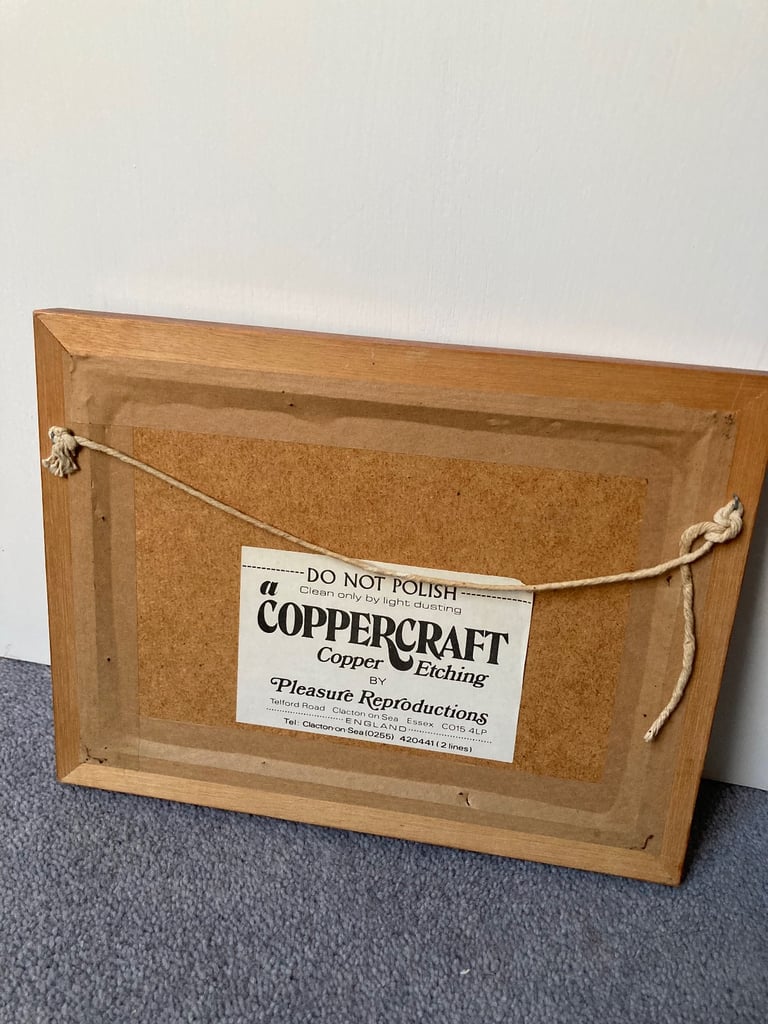 DO NOT POLISH
Clean only by light dusting
a
COPPERCRAFT
Copper Etching
BY
Pleasure Reproductions
Telford Road Clacton on Sea Essex CO15 4LP
ENGLAND
Tel: Clacton on Sea (0255) 420441 (2 lines)